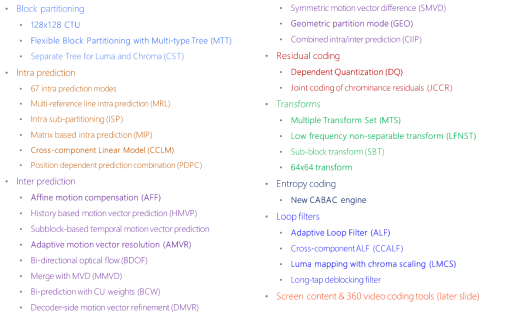 • Block partitioning
• 128x128 CTU
• Flexible Block Partitioning with Multi-type Tree (MTT)
• Separate Tree for Luma and Chroma (CST)
• Intra prediction
• 67 intra prediction modes
• Multi-reference line intra prediction (MRL)
• Intra sub-partitioning (ISP)
• Matrix based intra prediction (MIP)
• Cross-component Linear Model (CCLM)
• Position dependent prediction combination (PDPC)
• Inter prediction
• Affine motion compensation (AFF)
• History based motion vector prediction (HMVP)
• Subblock-based temporal motion vector prediction
• Adaptive motion vector resolution (AMVR)
• Bi-directional optical flow (BDOF)
• Merge with MVD (MMVD)
• Bi-prediction with CU weights (BCW)
• Decoder-side motion vector refinement (DMVR)
• Symmetric motion vector difference (SMVD)
• Geometric partition mode (GEO)
• Combined intra/inter prediction (CIIP)
• Residual coding
• Dependent Quantization (DQ)
• Joint coding of chrominance residuals (JCCR)
• Transforms
• Multiple Transform Set (MTS)
• Low frequency non-separable transform (LFNST)
• Sub-block transform (SBT)
• 64x64 transform
• Entropy coding
• New CABAC engine
• Loop filters
• Adaptive Loop Filter (ALF)
• Cross-component ALF (CCALF)
• Luma mapping with chroma scaling (LMCS)
• Long-tap deblocking filter
• Screen content & 360 video coding tools (later slide)